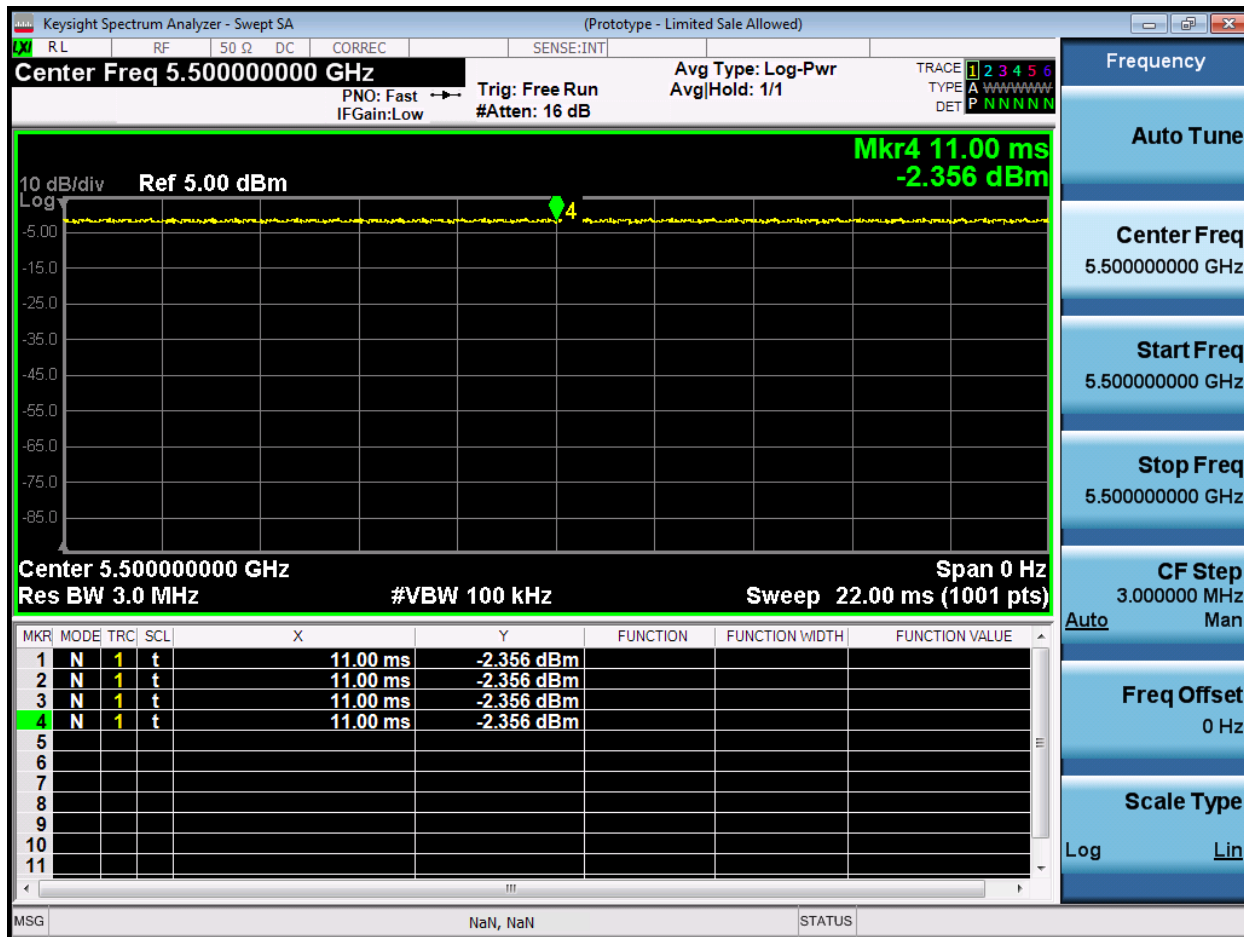 Keysight Spectrum Analyzer - Swept SA (Prototype - Limited Sale Allowed)
LXI RL RF 50 Ω DC CORREC SENSE:INT
Center Freq 5.500000000 GHz
PNO: Fast
IFGain:Low
Trig: Free Run
#Atten: 16 dB
Avg Type: Log-Pwr
Avg|Hold: 1/1
TRACE 1 2 3 4 5 6
TYPE A WWWWW
DET P N N N N N
Mkr4 11.00 ms
-2.356 dBm
10 dB/div Ref 5.00 dBm
Log
4
-5.00
-15.0
-25.0
-35.0
-45.0
-55.0
-65.0
-75.0
-85.0
Center 5.500000000 GHz Span 0 Hz
Res BW 3.0 MHz #VBW 100 kHz Sweep 22.00 ms (1001 pts)
MKR MODE TRC SCL X Y FUNCTION FUNCTION WIDTH FUNCTION VALUE
1 N 1 t 11.00 ms -2.356 dBm
2 N 1 t 11.00 ms -2.356 dBm
3 N 1 t 11.00 ms -2.356 dBm
4 N 1 t 11.00 ms -2.356 dBm
5
6
7
8
9
10
11
MSG NaN, NaN STATUS
Frequency
Auto Tune
Center Freq
5.500000000 GHz
Start Freq
5.500000000 GHz
Stop Freq
5.500000000 GHz
CF Step
3.000000 MHz
Auto Man
Freq Offset
0 Hz
Scale Type
Log Lin